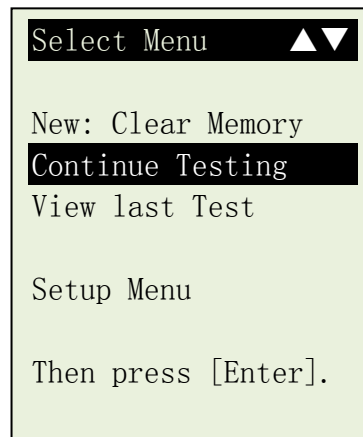 Select Menu ▲▼
New: Clear Memory
Continue Testing
View last Test
Setup Menu
Then press [Enter].